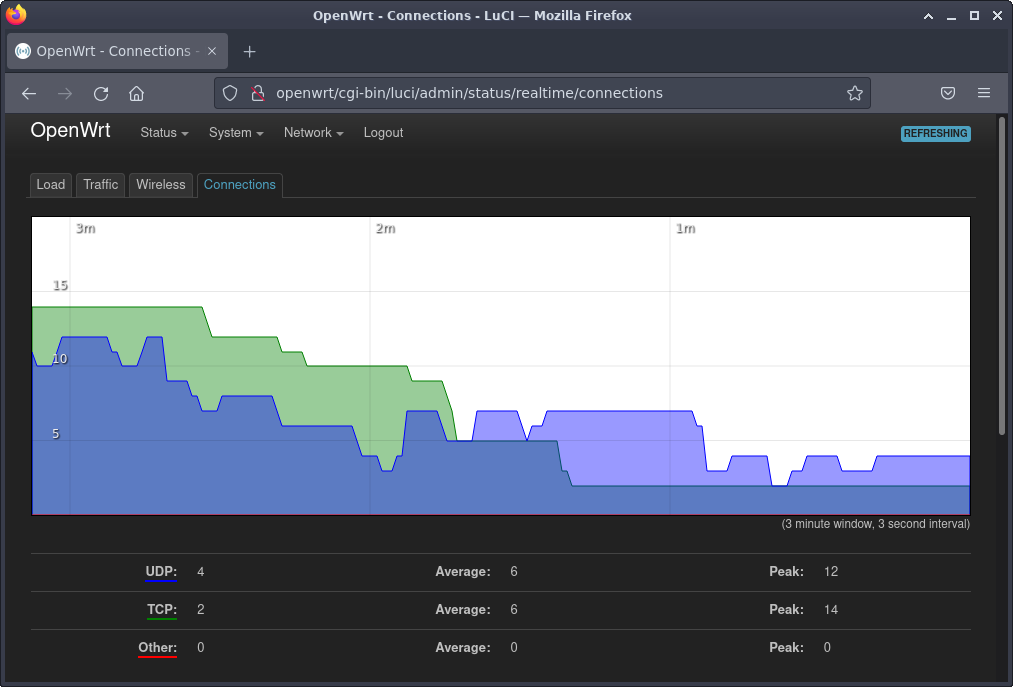 OpenWrt - Connections - LuCI — Mozilla Firefox
OpenWrt - Connections -
openwrt/cgi-bin/luci/admin/status/realtime/connections
OpenWrt Status System Network Logout REFRESHING
Load Traffic Wireless Connections
3m 2m 1m
15
10
5
(3 minute window, 3 second interval)
UDP: 4 Average: 6 Peak: 12
TCP: 2 Average: 6 Peak: 14
Other: 0 Average: 0 Peak: 0